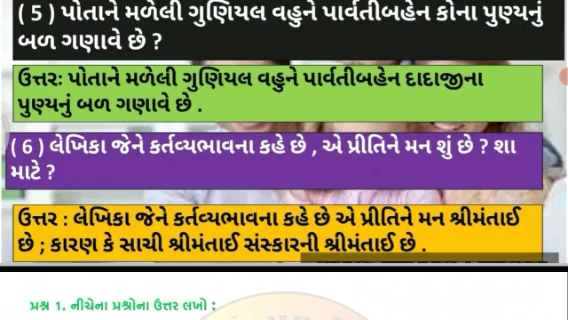 ( 5 ) પોતાને મળેલી ગુણિયલ વહુને પાર્વતીબહેન કોના પુણ્યનું
બળ ગણાવે છે ?
ઉત્તરઃ પોતાને મળેલી ગુણિયલ વહુને પાર્વતીબહેન દાદાજીના
પુણ્યનું બળ ગણાવે છે .
( 6 ) લેખિકા જેને કર્તવ્યભાવના કહે છે , એ પ્રીતિને મન શું છે ? શા
માટે ?
ઉત્તર : લેખિકા જેને કર્તવ્યભાવના કહે છે એ પ્રીતિને મન શ્રીમંતાઈ
છે ; કારણ કે સાચી શ્રીમંતાઈ સંસ્કારની શ્રીમંતાઈ છે .
પ્રશ્ન 1. નીચેના પ્રશ્નોના ઉત્તર લખો :